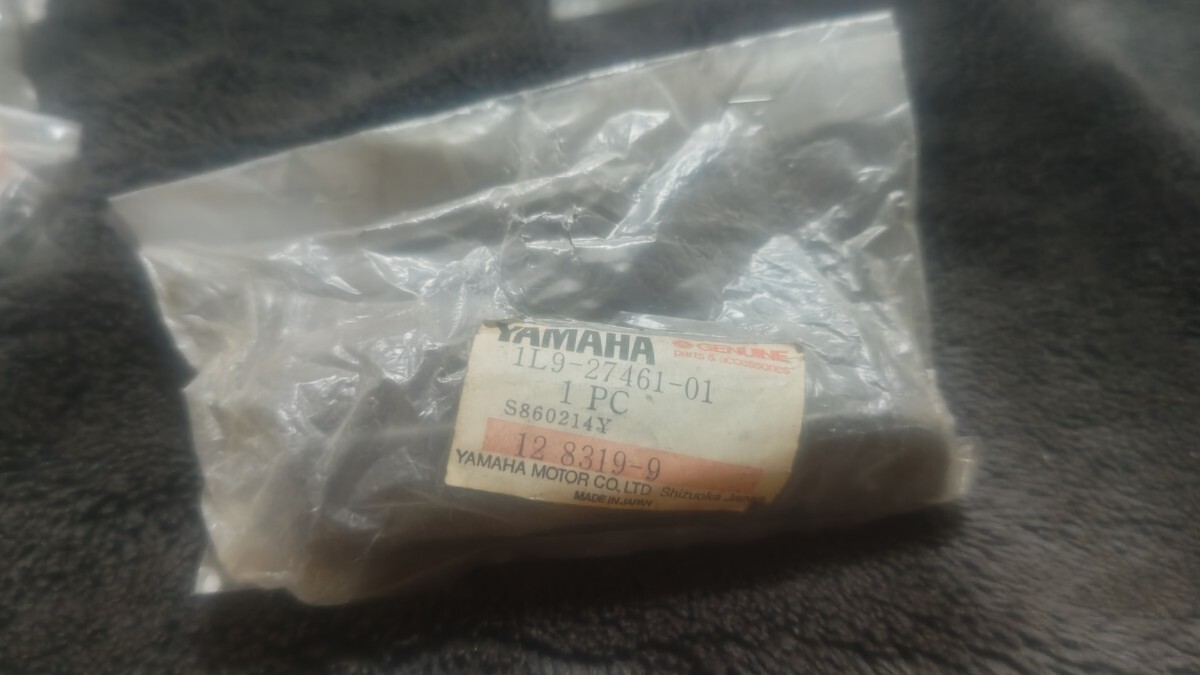 YAMAHA GENUINE
parts & accessories
1L9-27461-01
1 PC
S860214Y
12 8319-9
YAMAHA MOTOR CO., LTD Shizuoka Japan
MADE IN JAPAN